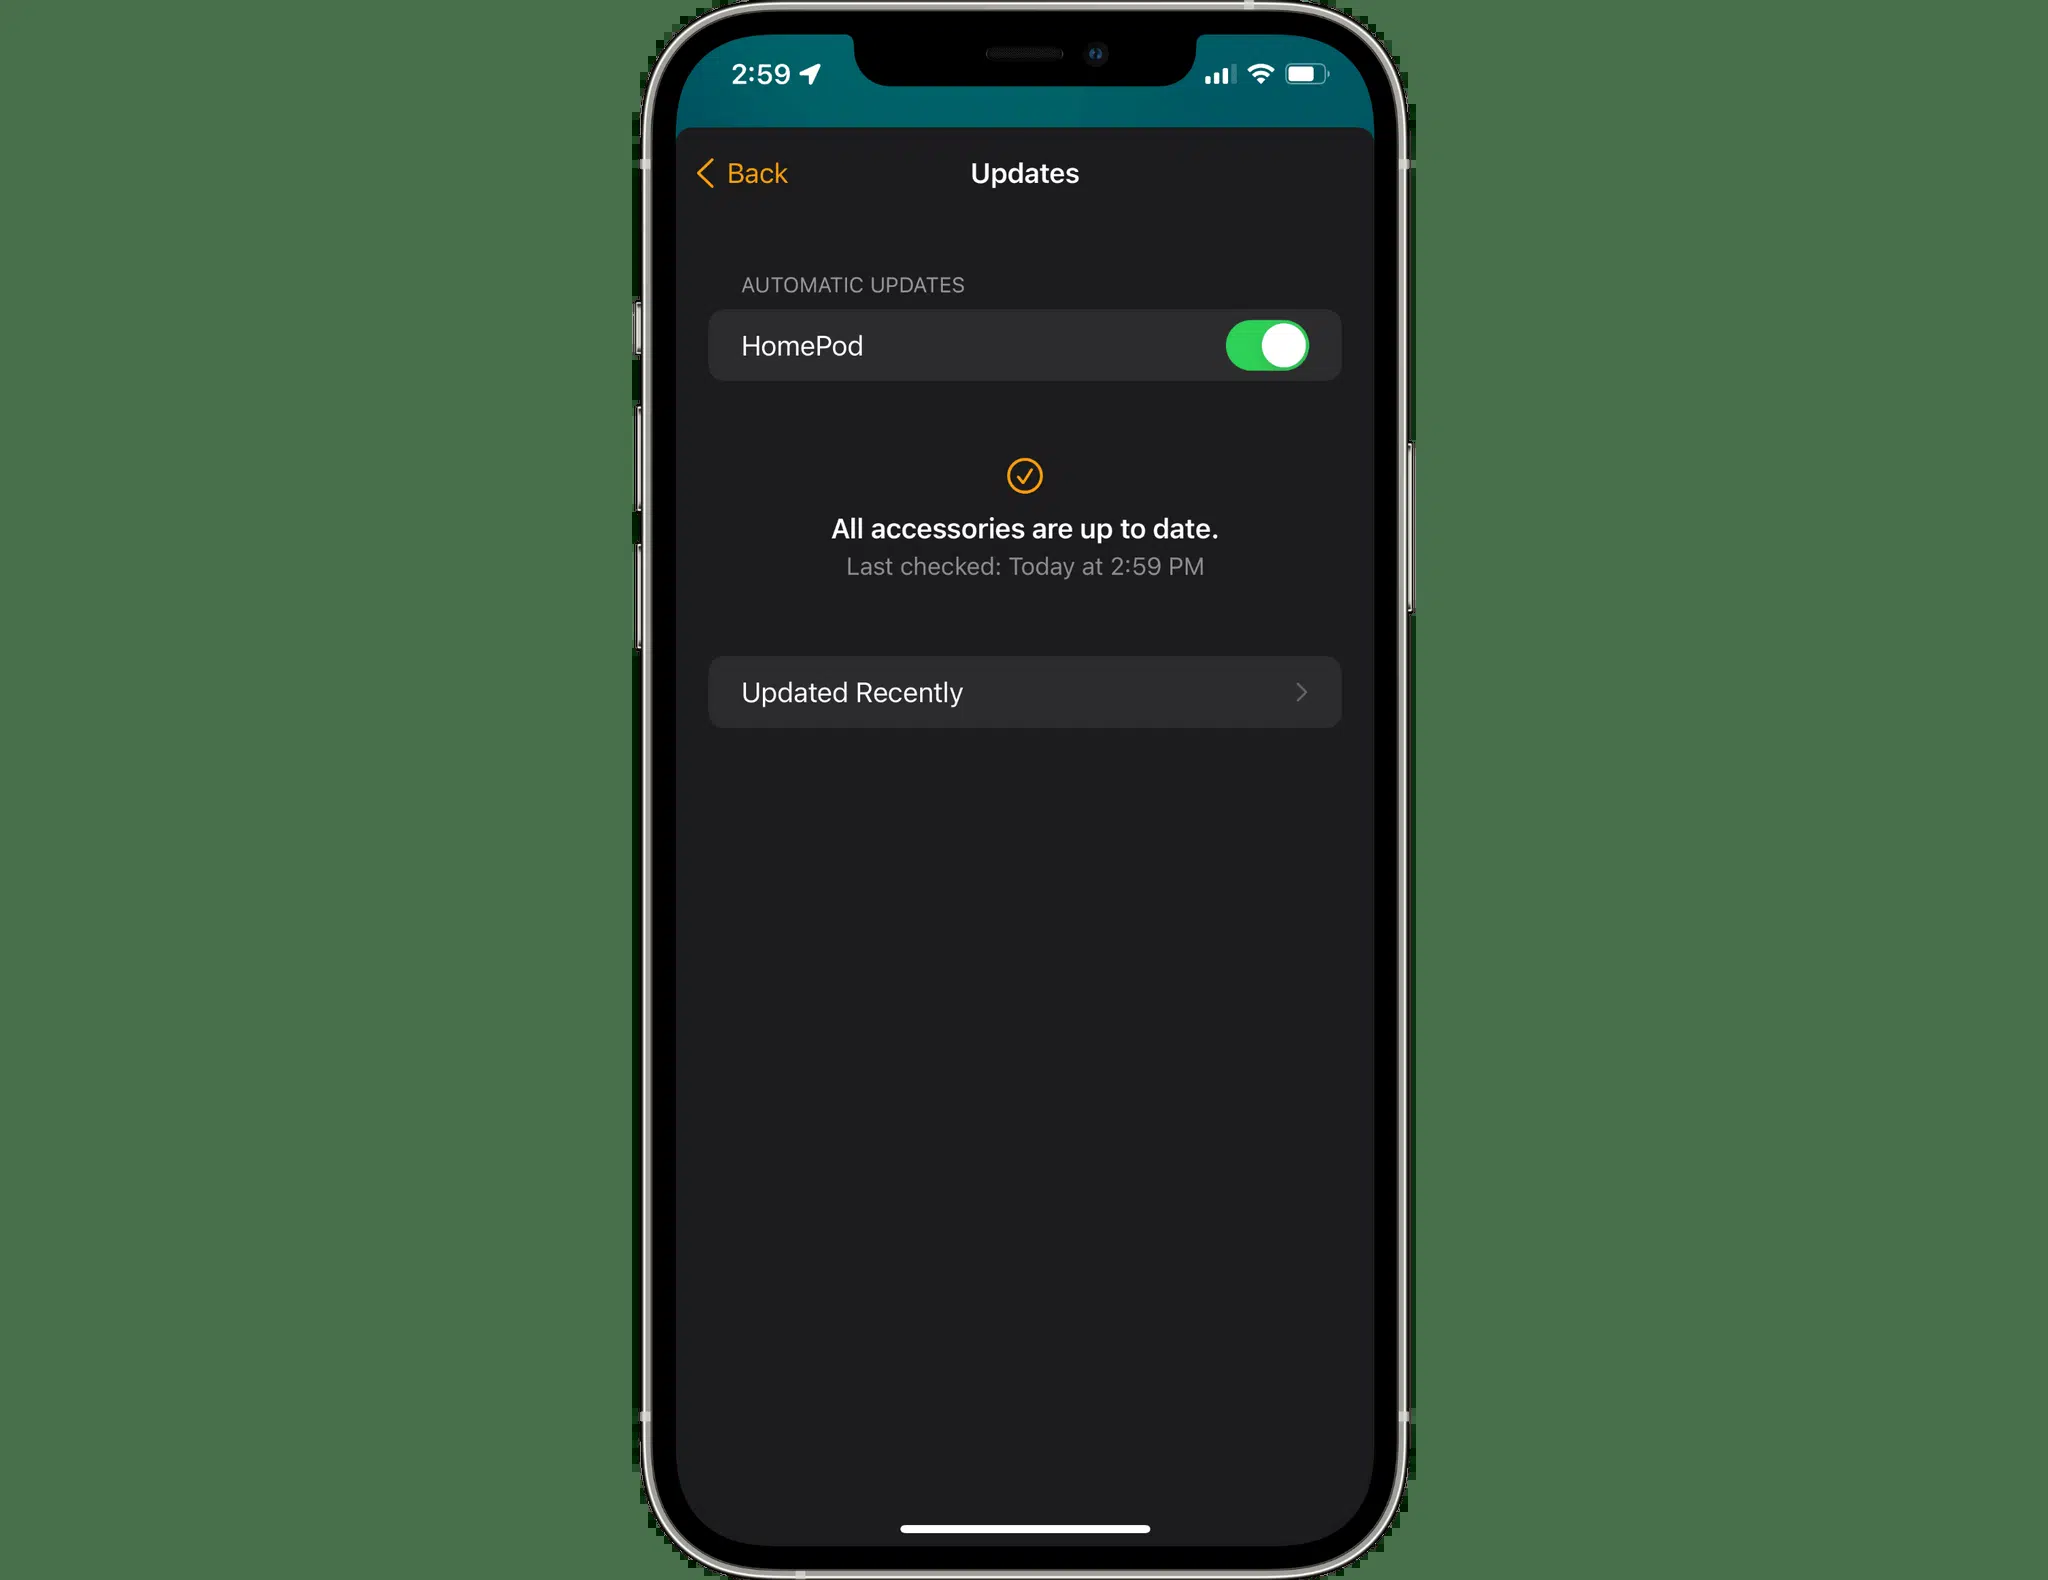 2:59
Back
Updates
AUTOMATIC UPDATES
HomePod
All accessories are up to date.
Last checked: Today at 2:59 PM
Updated Recently